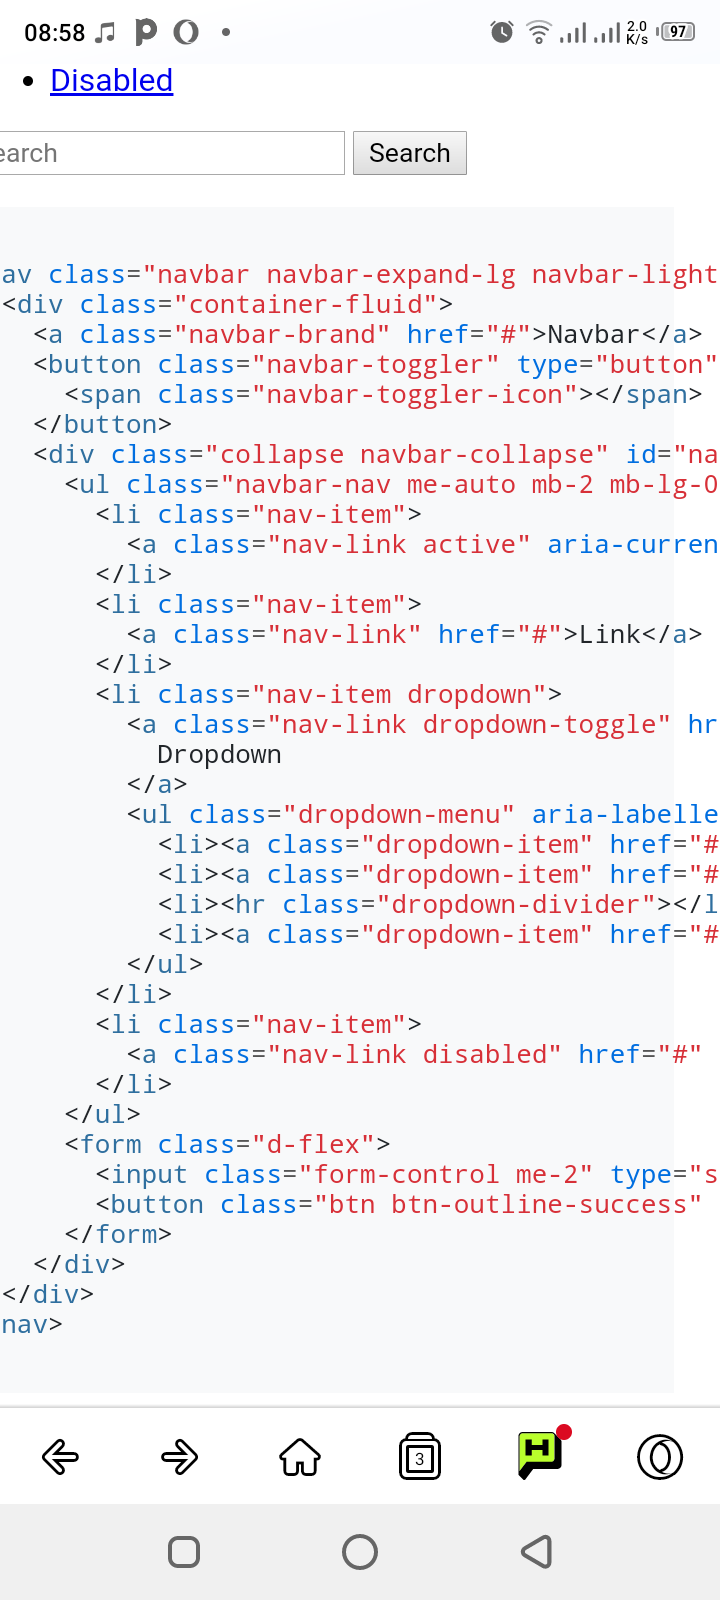 08:58
2.0
K/s
97
Disabled
earch
Search
av class="navbar navbar-expand-lg navbar-light
<div class="container-fluid">
<a class="navbar-brand" href="#">Navbar</a>
<button class="navbar-toggler" type="button"
<span class="navbar-toggler-icon"></span>
</button>
<div class="collapse navbar-collapse" id="na
<ul class="navbar-nav me-auto mb-2 mb-lg-0
<li class="nav-item">
<a class="nav-link active" aria-curren
</li>
<li class="nav-item">
<a class="nav-link" href="#">Link</a>
</li>
<li class="nav-item dropdown">
<a class="nav-link dropdown-toggle" hr
Dropdown
</a>
<ul class="dropdown-menu" aria-labelle
<li><a class="dropdown-item" href="#
<li><a class="dropdown-item" href="#
<li><hr class="dropdown-divider"></l
<li><a class="dropdown-item" href="#
</ul>
</li>
<li class="nav-item">
<a class="nav-link disabled" href="#"
</li>
</ul>
<form class="d-flex">
<input class="form-control me-2" type="s
<button class="btn btn-outline-success"
</form>
</div>
</div>
nav>
3
H